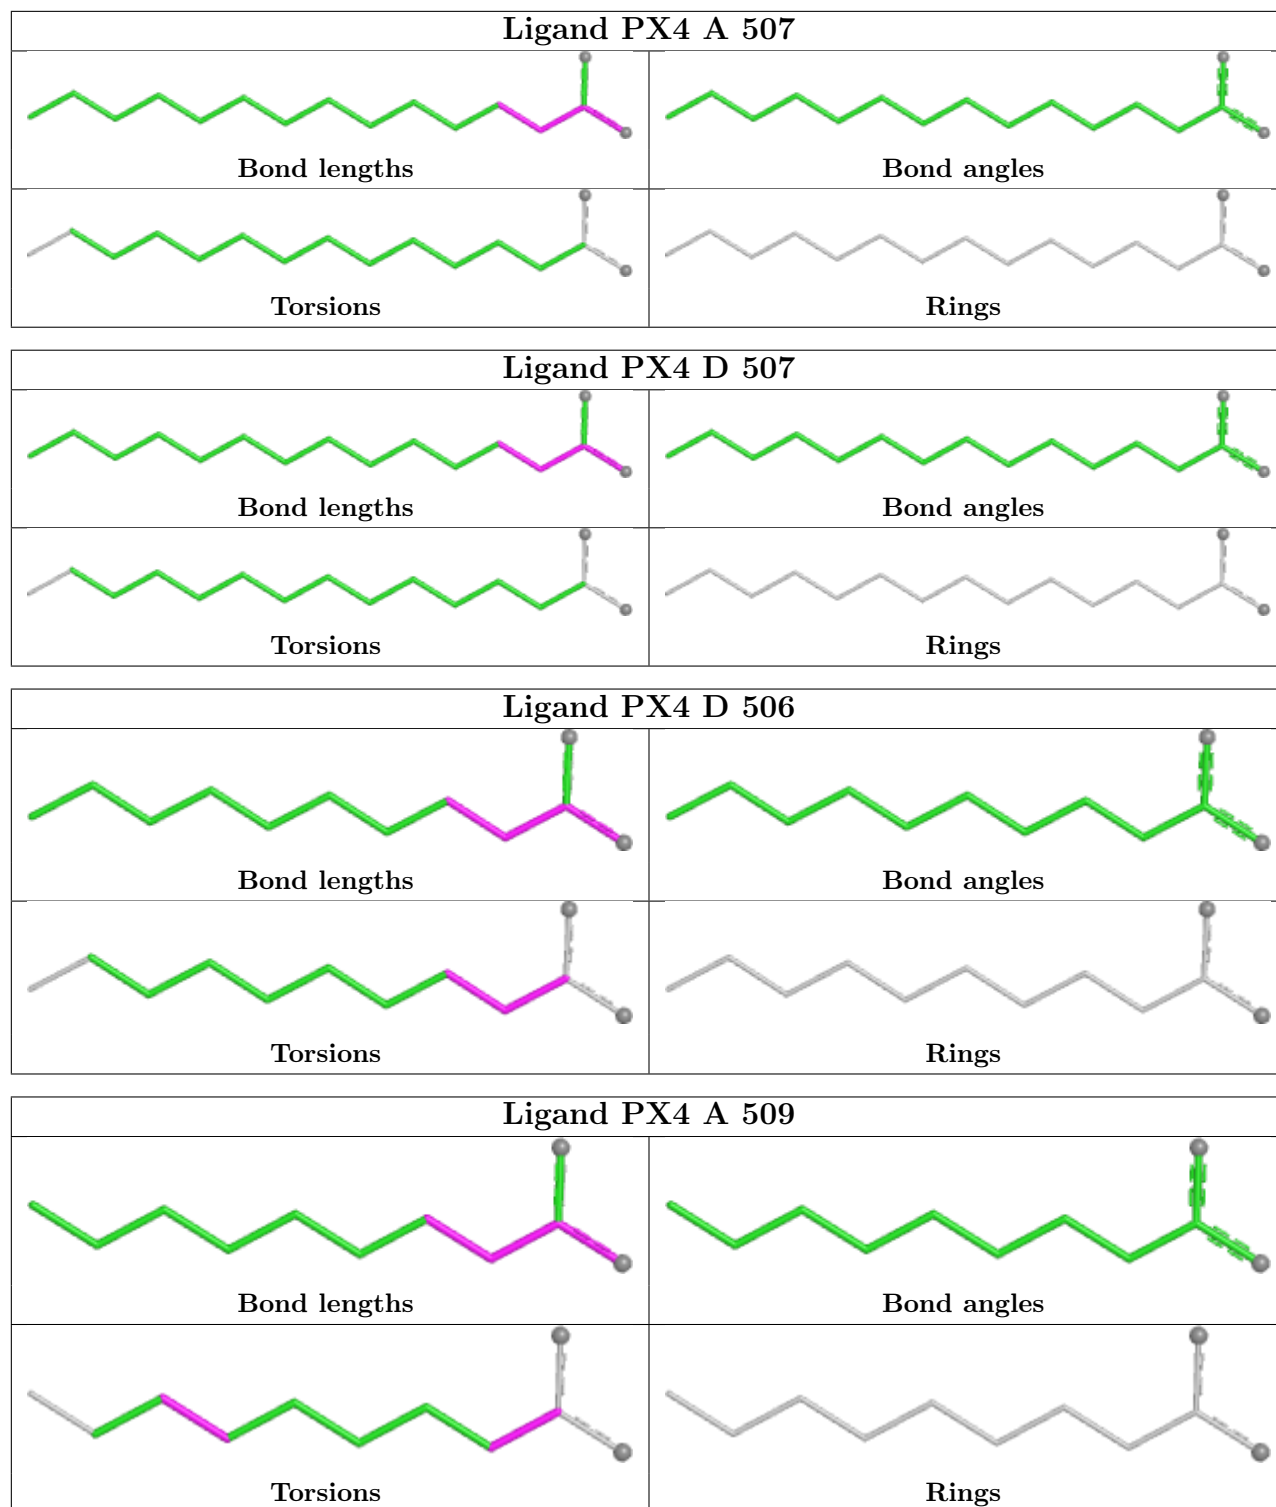 Ligand PX4 A 507
Bond lengths
Bond angles
Torsions
Rings
Ligand PX4 D 507
Bond lengths
Bond angles
Torsions
Rings
Ligand PX4 D 506
Bond lengths
Bond angles
Torsions
Rings
Ligand PX4 A 509
Bond lengths
Bond angles
Torsions
Rings